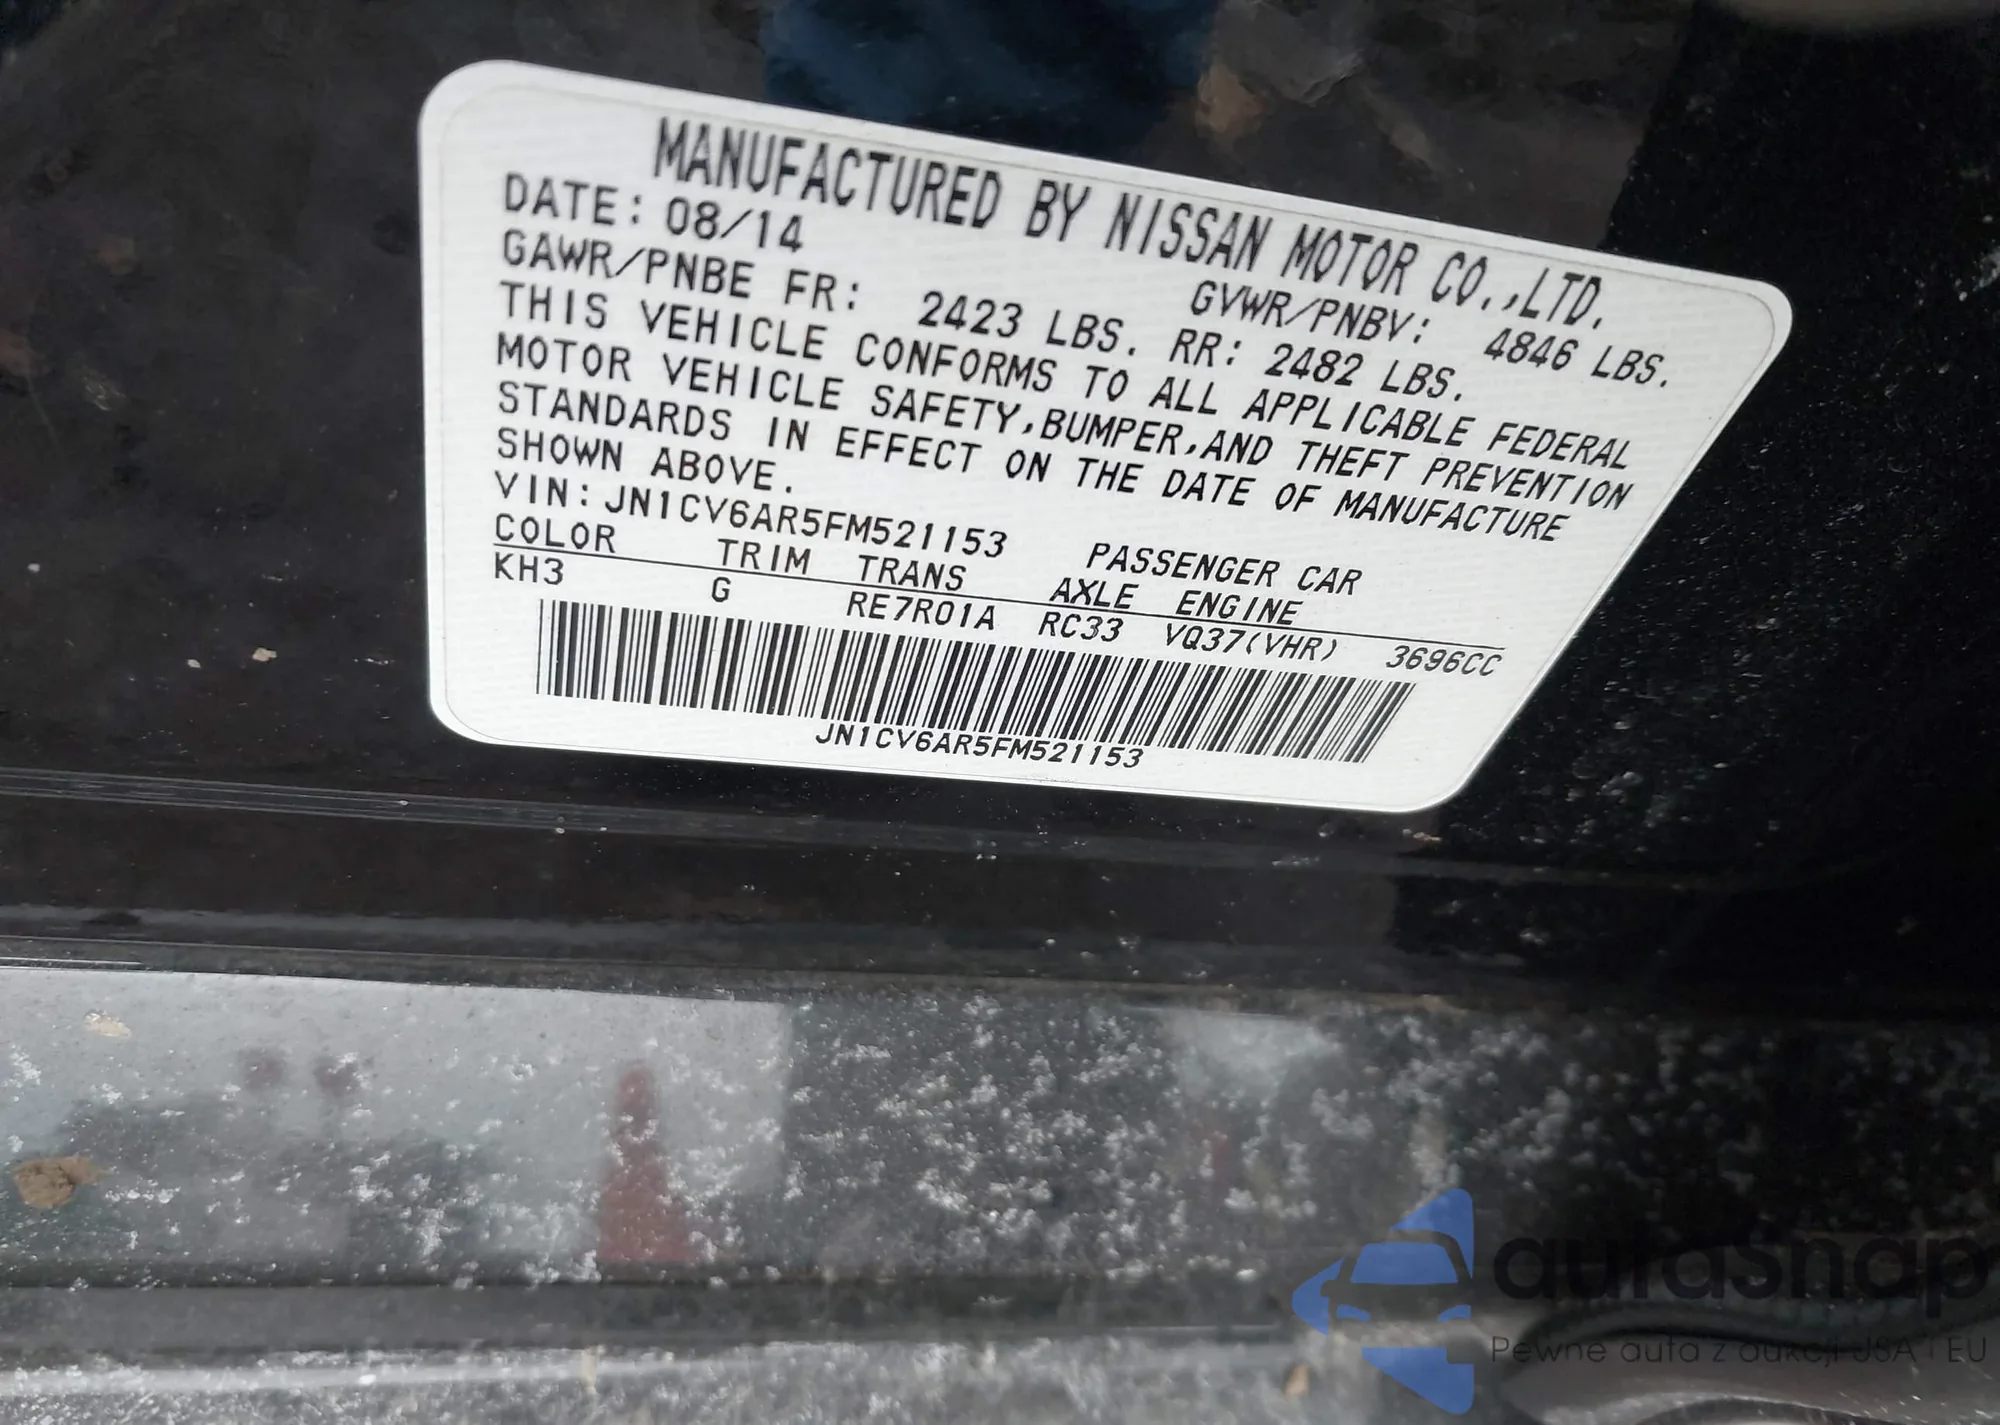 MANUFACTURED BY NISSAN MOTOR CO.,LTD.
DATE: 08/14 GVWR/PNBV: 4846 LBS.
GAWR/PNBE FR: 2423 LBS. RR: 2482 LBS.
THIS VEHICLE CONFORMS TO ALL APPLICABLE FEDERAL
MOTOR VEHICLE SAFETY,BUMPER,AND THEFT PREVENTION
STANDARDS IN EFFECT ON THE DATE OF MANUFACTURE
SHOWN ABOVE.
VIN: JN1CV6AR5FM521153 PASSENGER CAR
COLOR TRIM TRANS AXLE ENGINE
KH3 G RE7R01A RC33 VQ37(VHR) 3696CC
JN1CV6AR5FM521153
autasnap
Pewne auta z aukcji USA i EU